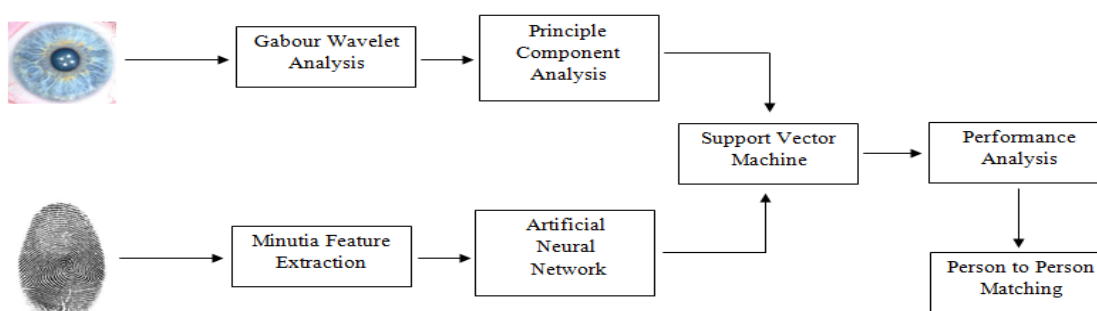 Gabour Wavelet
Analysis
Principle
Component
Analysis
Support Vector
Machine
Performance
Analysis
Minutia Feature
Extraction
Artificial
Neural
Network
Person to Person
Matching